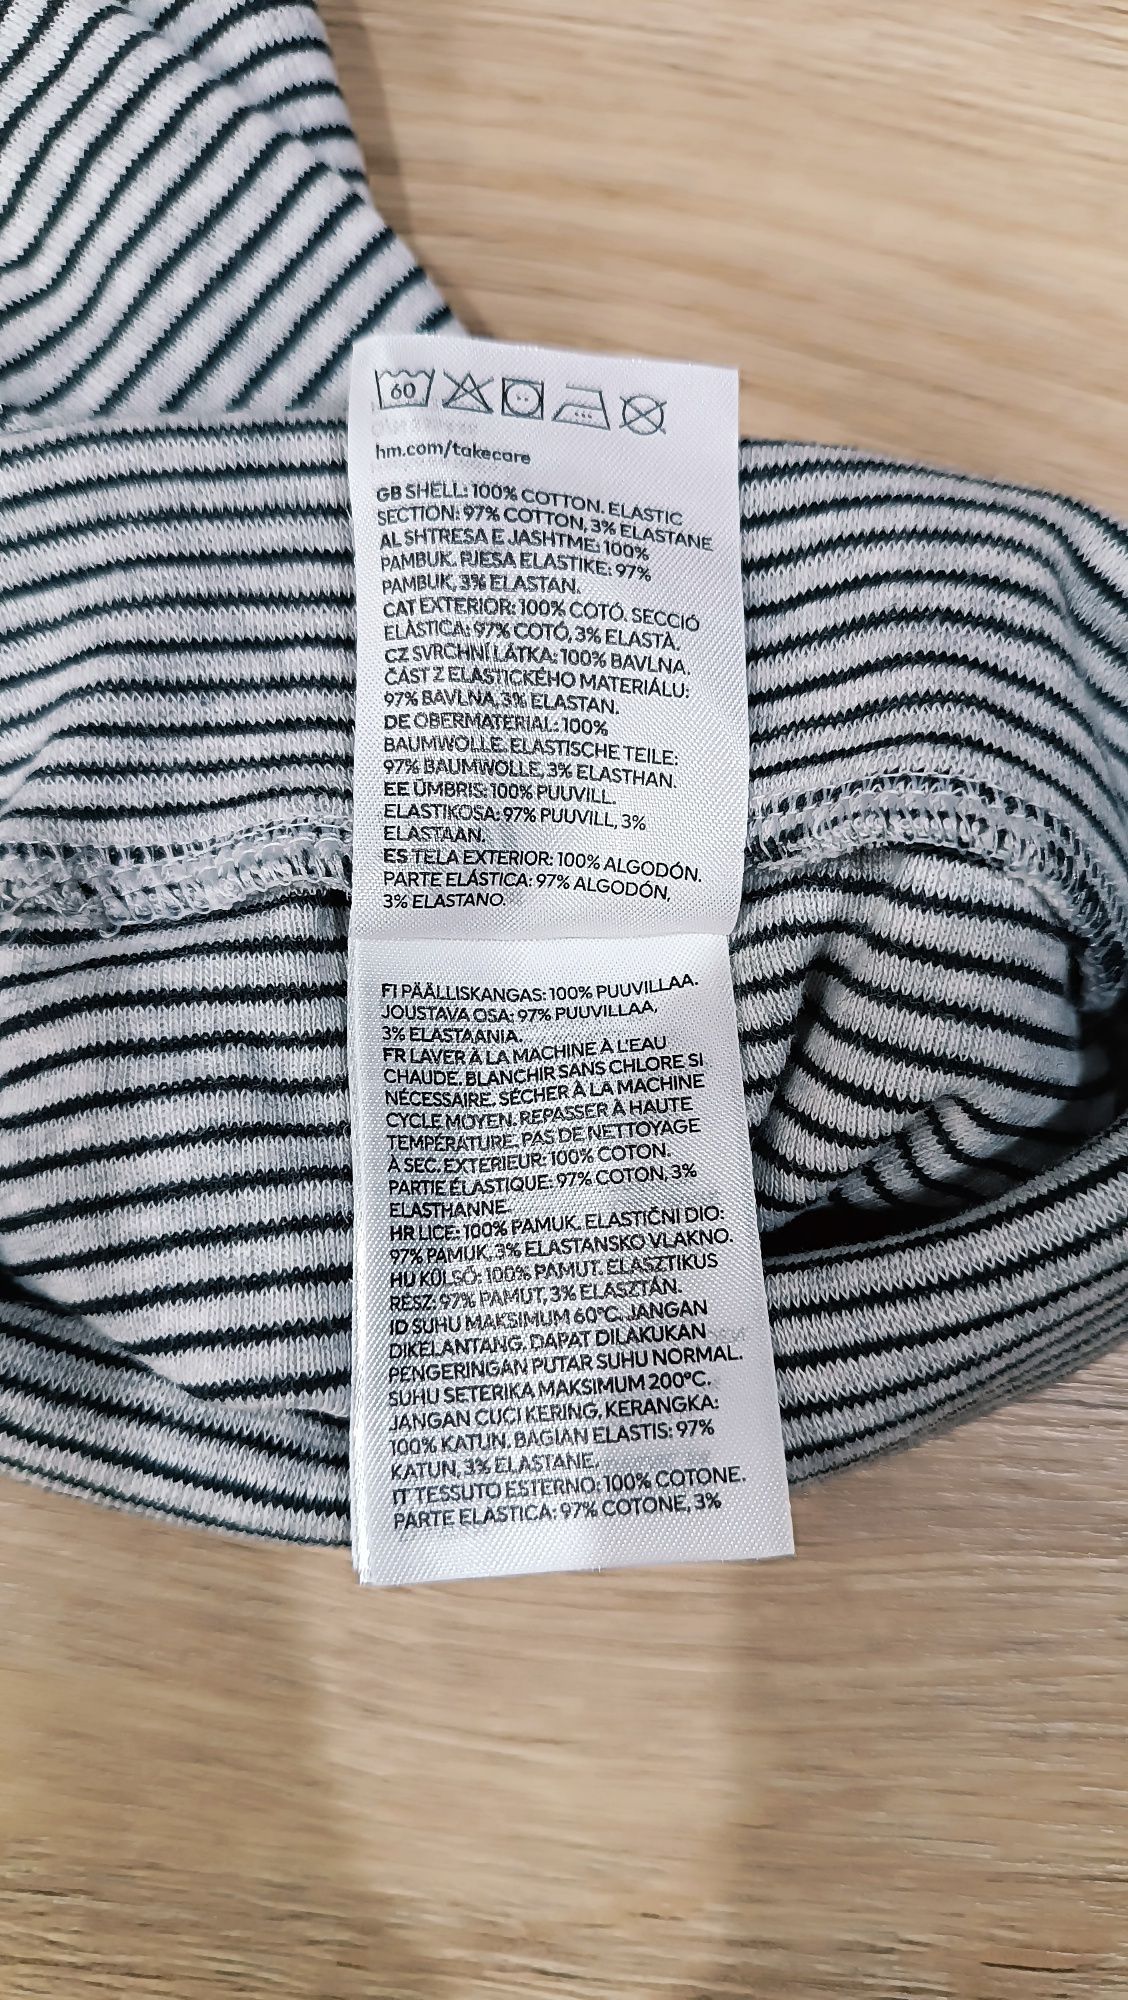 60
hm.com/takecare
GB SHELL: 100% COTTON. ELASTIC
SECTION: 97% COTTON, 3% ELASTANE
AL SHTRESA E JASHTME: 100%
PAMBUK. PJESA ELASTIKE: 97%
PAMBUK, 3% ELASTAN.
CAT EXTERIOR: 100% COTÓ. SECCIÓ
ELÀSTICA: 97% COTÓ, 3% ELASTÀ.
CZ SVRCHNÍ LÁTKA: 100% BAVLNA.
ČÁST Z ELASTICKÉHO MATERIÁLU:
97% BAVLNA, 3% ELASTAN.
DE OBERMATERIAL: 100%
BAUMWOLLE. ELASTISCHE TEILE:
97% BAUMWOLLE, 3% ELASTHAN.
EE ÜMBRIS: 100% PUUVILL.
ELASTIKOSA: 97% PUUVILL, 3%
ELASTAAN.
ES TELA EXTERIOR: 100% ALGODÓN.
PARTE ELÁSTICA: 97% ALGODÓN,
3% ELASTANO.
FI PÄÄLLISKANGAS: 100% PUUVILLAA.
JOUSTAVA OSA: 97% PUUVILLAA,
3% ELASTAANIA.
FR LAVER À LA MACHINE À L'EAU
CHAUDE. BLANCHIR SANS CHLORE SI
NÉCESSAIRE. SÉCHER À LA MACHINE
CYCLE MOYEN. REPASSER À HAUTE
TEMPÉRATURE. PAS DE NETTOYAGE
À SEC. EXTÉRIEUR: 100% COTON.
PARTIE ÉLASTIQUE: 97% COTON, 3%
ELASTHANNE.
HR LICE: 100% PAMUK. ELASTIČNI DIO:
97% PAMUK, 3% ELASTANSKO VLAKNO.
HU KÜLSŐ: 100% PAMUT. ELASZTIKUS
RÉSZ: 97% PAMUT, 3% ELASZTÁN.
ID SUHU MAKSIMUM 60°C. JANGAN
DIKELANTANG. DAPAT DILAKUKAN
PENGERINGAN PUTAR SUHU NORMAL.
SUHU SETERIKA MAKSIMUM 200°C.
JANGAN CUCI KERING. KERANGKA:
100% KATUN. BAGIAN ELASTIS: 97%
KATUN, 3% ELASTANE.
IT TESSUTO ESTERNO: 100% COTONE.
PARTE ELASTICA: 97% COTONE, 3%